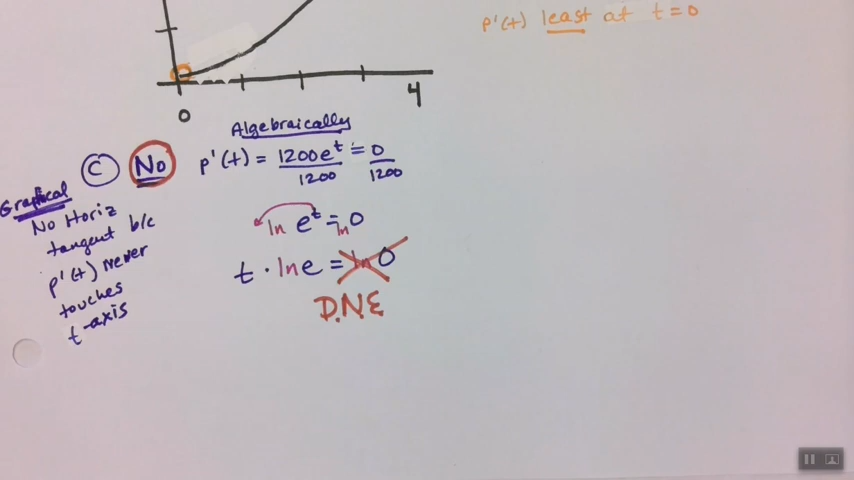 p'(t) least at t=0
0
4
C No
Algebraically
p'(t) = 1200e^t = 0
1200 1200
ln e^t = ln 0
t · ln e = ln 0
D.N.E
Graphical
No Horiz
tangent b/c
p'(t) never
touches
t-axis